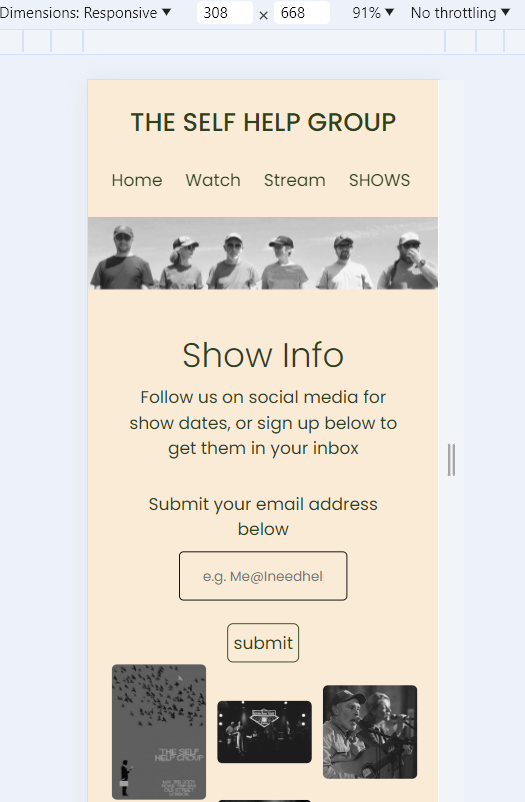 Dimensions: Responsive ▼ 308 × 668 91% ▼ No throttling ▼
THE SELF HELP GROUP
Home Watch Stream SHOWS
Show Info
Follow us on social media for
show dates, or sign up below to
get them in your inbox
Submit your email address
below
e.g. Me@Ineedhel
submit
THE SELF
HELP GROUP